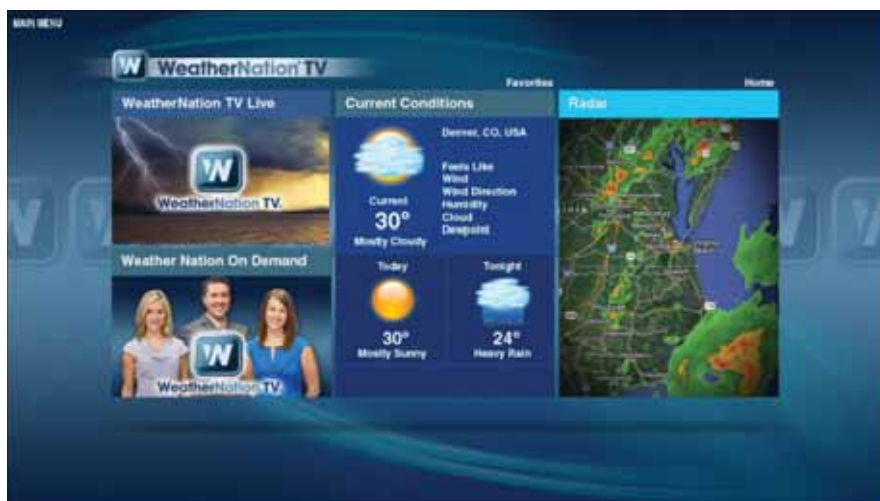 MAIN MENU
W WeatherNation TV
Favorites Home
WeatherNation TV Live
Current Conditions
Radar
W
WeatherNation TV.
Denver, CO, USA
Feels Like
Wind
Wind Direction
Humidity
Cloud
Dewpoint
Current
30°
Mostly Cloudy
Weather Nation On Demand
W
WeatherNation TV
Today
30°
Mostly Sunny
Tonight
24°
Heavy Rain